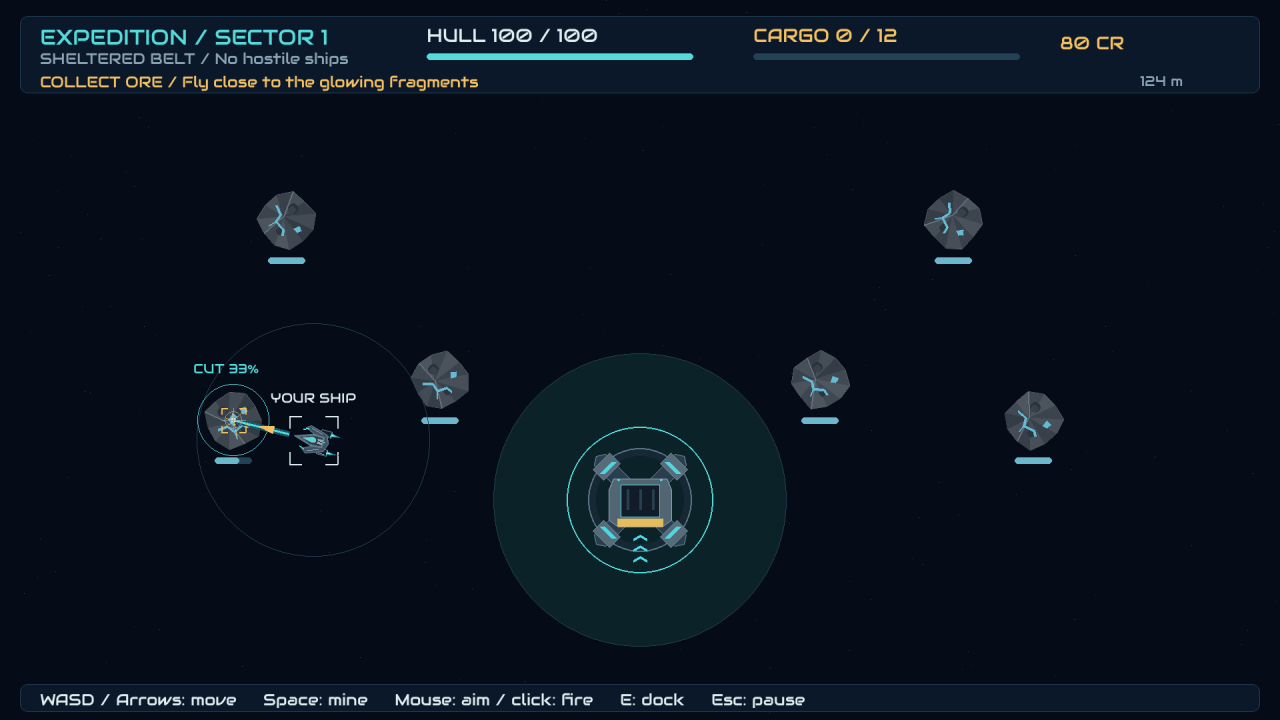 EXPEDITION / SECTOR 1
HULL 100 / 100
CARGO 0 / 12
80 CR
SHELTERED BELT / No hostile ships
COLLECT ORE / Fly close to the glowing fragments
124 m
CUT 33%
YOUR SHIP
WASD / Arrows: move
Space: mine
Mouse: aim / click: fire
E: dock
Esc: pause